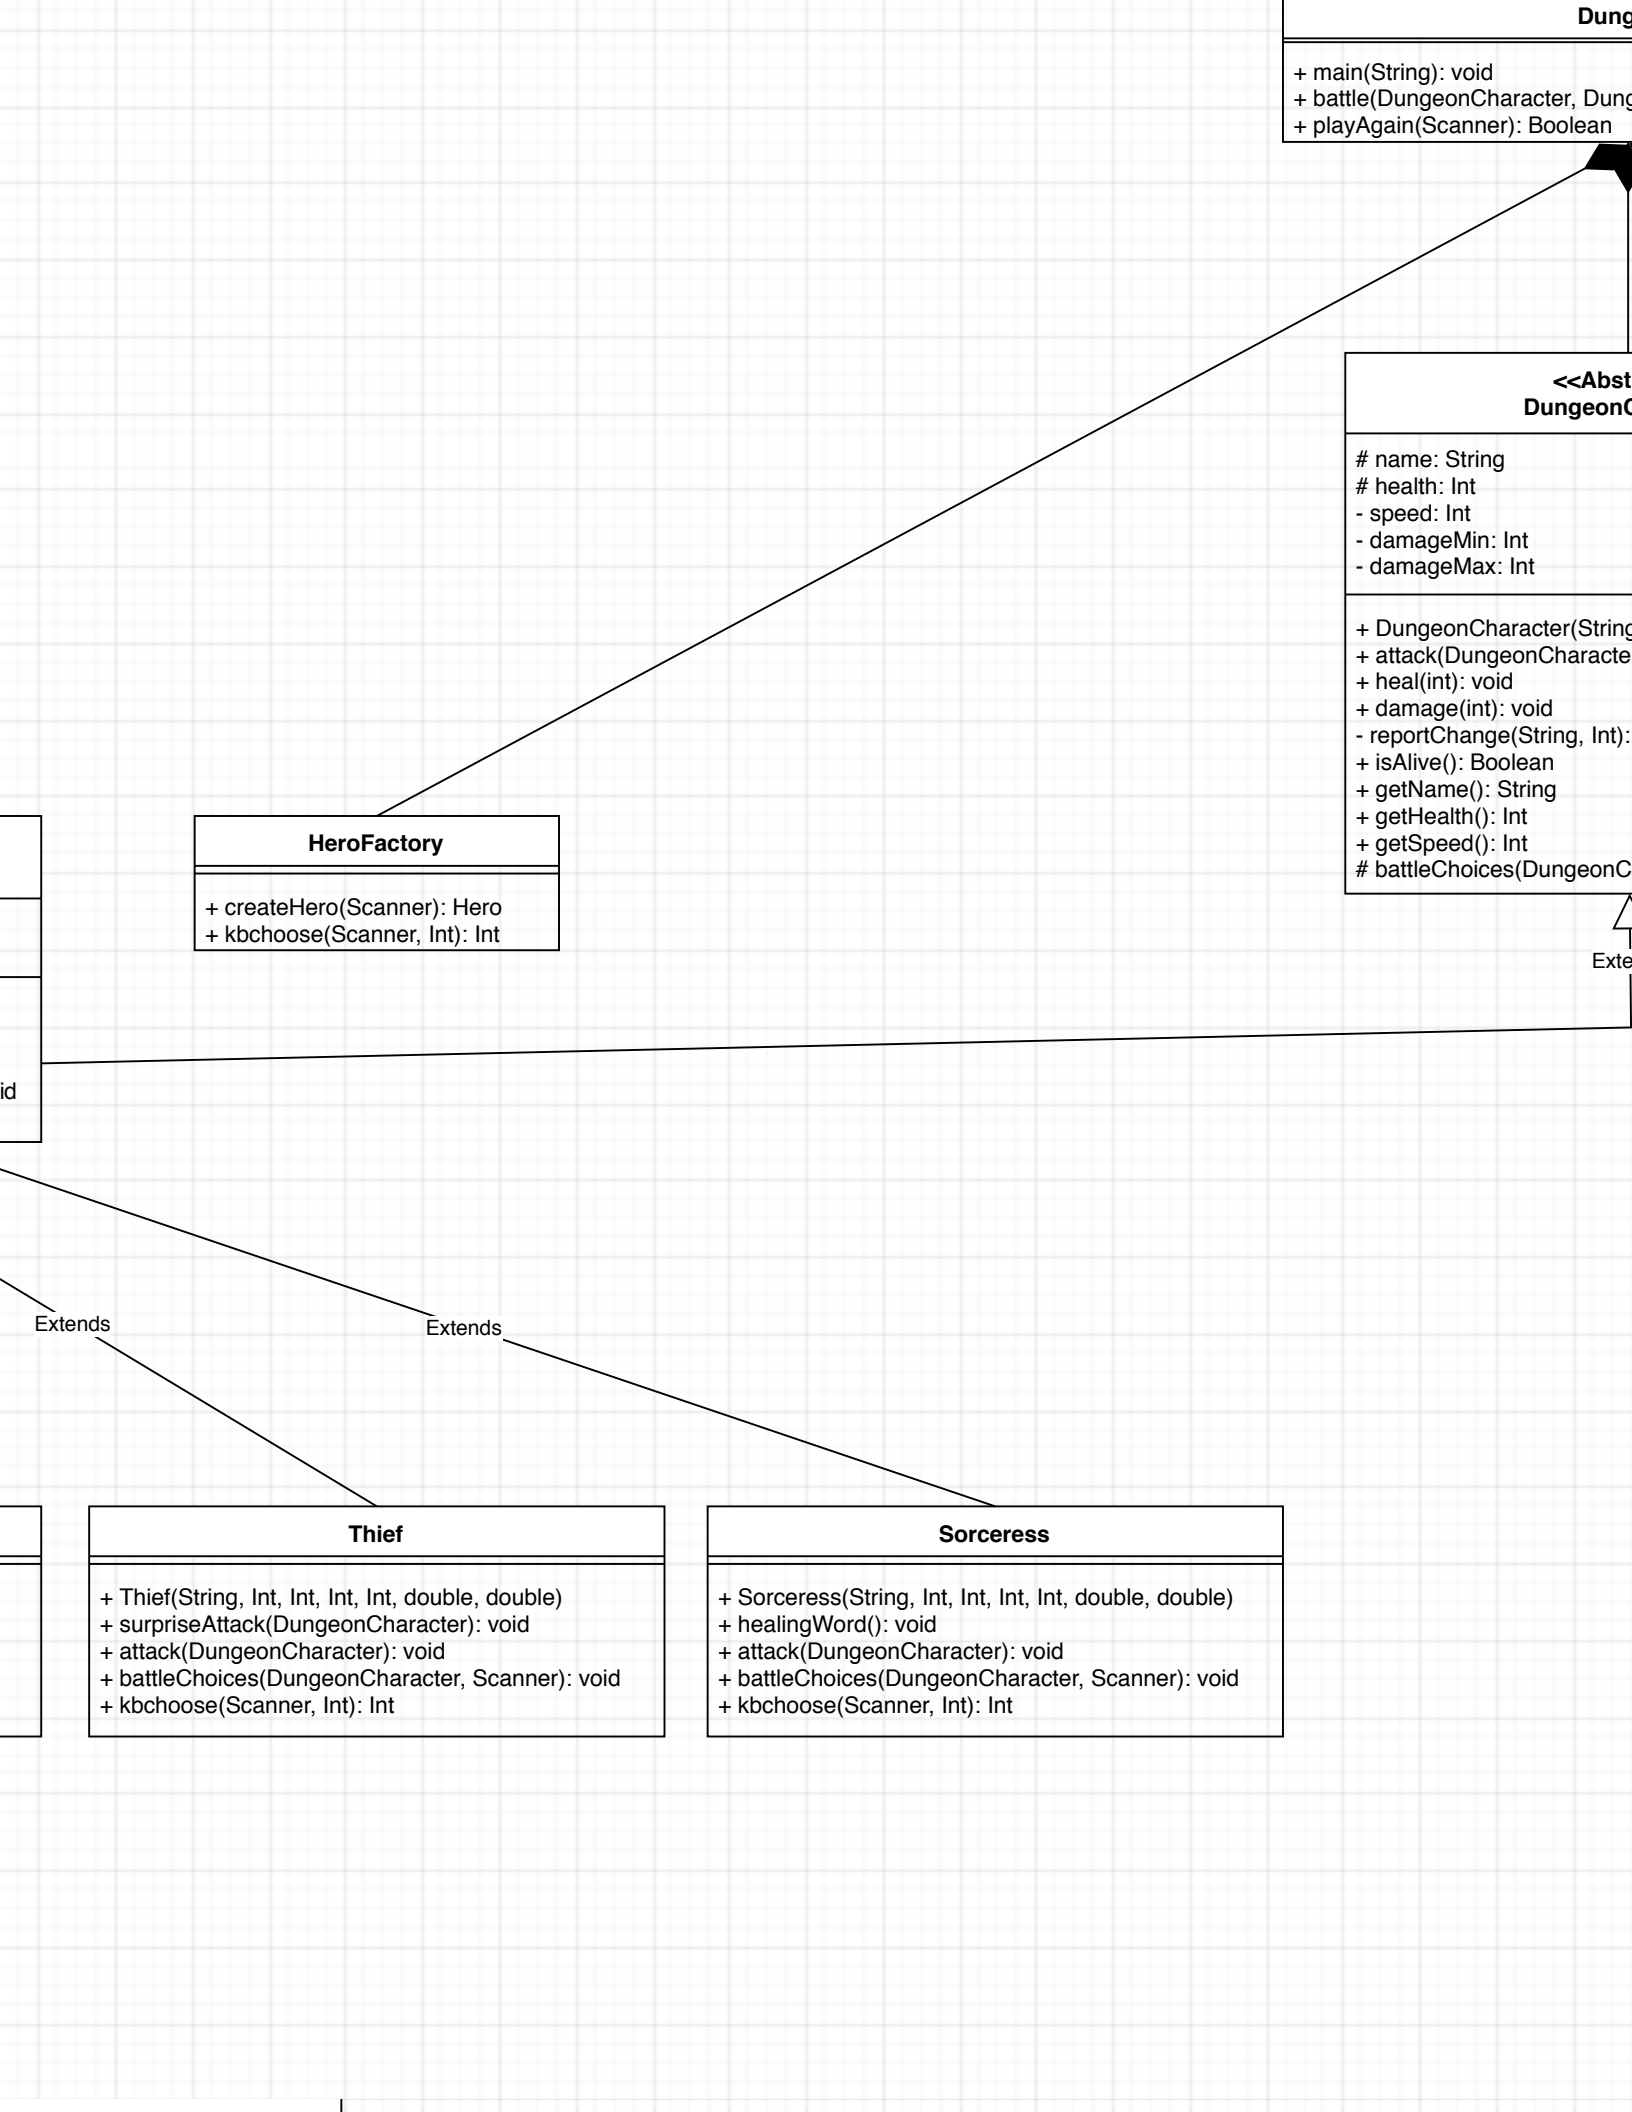 Dung
+ main(String): void
+ battle(DungeonCharacter, Dung
+ playAgain(Scanner): Boolean
<<Abst
DungeonC
# name: String
# health: Int
- speed: Int
- damageMin: Int
- damageMax: Int
+ DungeonCharacter(String
+ attack(DungeonCharacte
+ heal(int): void
+ damage(int): void
- reportChange(String, Int):
+ isAlive(): Boolean
+ getName(): String
+ getHealth(): Int
+ getSpeed(): Int
# battleChoices(DungeonC
Exte
HeroFactory
+ createHero(Scanner): Hero
+ kbchoose(Scanner, Int): Int
id
Extends
Extends
Thief
+ Thief(String, Int, Int, Int, Int, double, double)
+ surpriseAttack(DungeonCharacter): void
+ attack(DungeonCharacter): void
+ battleChoices(DungeonCharacter, Scanner): void
+ kbchoose(Scanner, Int): Int
Sorceress
+ Sorceress(String, Int, Int, Int, Int, double, double)
+ healingWord(): void
+ attack(DungeonCharacter): void
+ battleChoices(DungeonCharacter, Scanner): void
+ kbchoose(Scanner, Int): Int